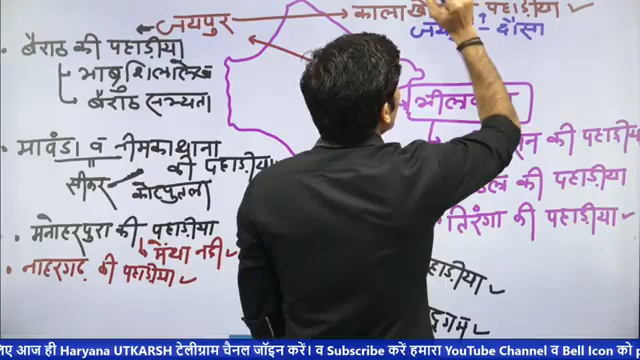 जयपुर → कालाखो पहाड़ीया ✓
जयपुर - दौसा
• बैराठ की पहाड़ीया
भाब्रू शिलालेख
बैराठ सभ्यता
भीलवा
• मावंडा व नीमकाथाना की पहाड़ीया
सीकर कोटपुतली
की पहाड़ीया
की पहाड़ीया
तिरंगा की पहाड़ीया ✓
• मनोहरपुरा की पहाड़ीया
मेंथा नदी ✓
• नाहरगढ़ की पहाड़ीया ✓
पहाड़ीया ✓
लिए आज ही Haryana UTKARSH टेलीग्राम चैनल जॉइन करें। व Subscribe करें हमारा YouTube Channel व Bell Icon को